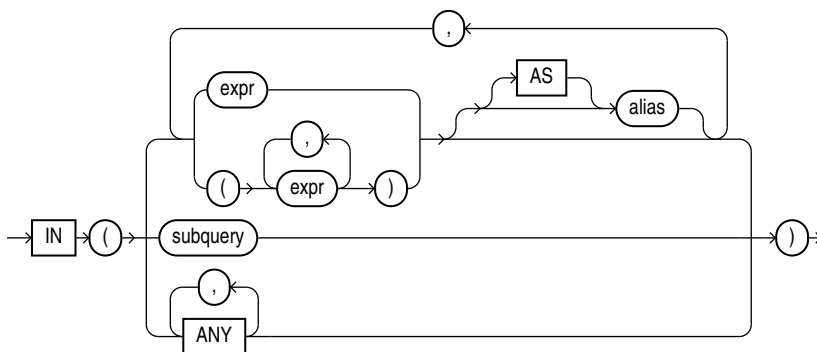 ,
AS
expr
alias
,
( expr )
IN ( subquery )
,
ANY